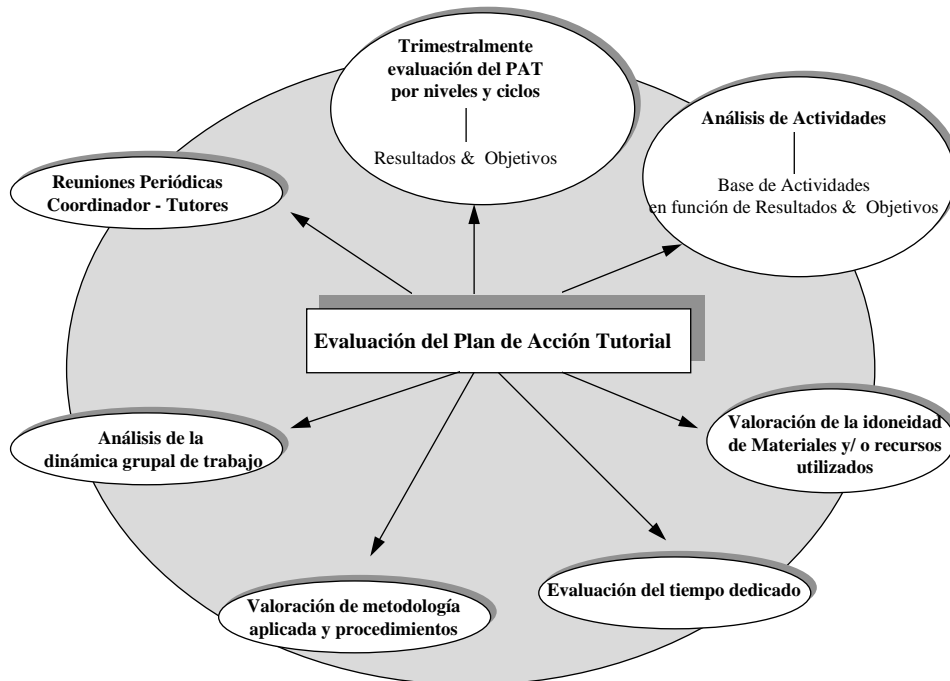 Trimestralmente
evaluación del PAT
por niveles y ciclos
Resultados & Objetivos
Análisis de Actividades
Base de Actividades
en función de Resultados & Objetivos
Reuniones Periódicas
Coordinador - Tutores
Evaluación del Plan de Acción Tutorial
Análisis de la
dinámica grupal de trabajo
Valoración de la idoneidad
de Materiales y/ o recursos
utilizados
Valoración de metodología
aplicada y procedimientos
Evaluación del tiempo dedicado